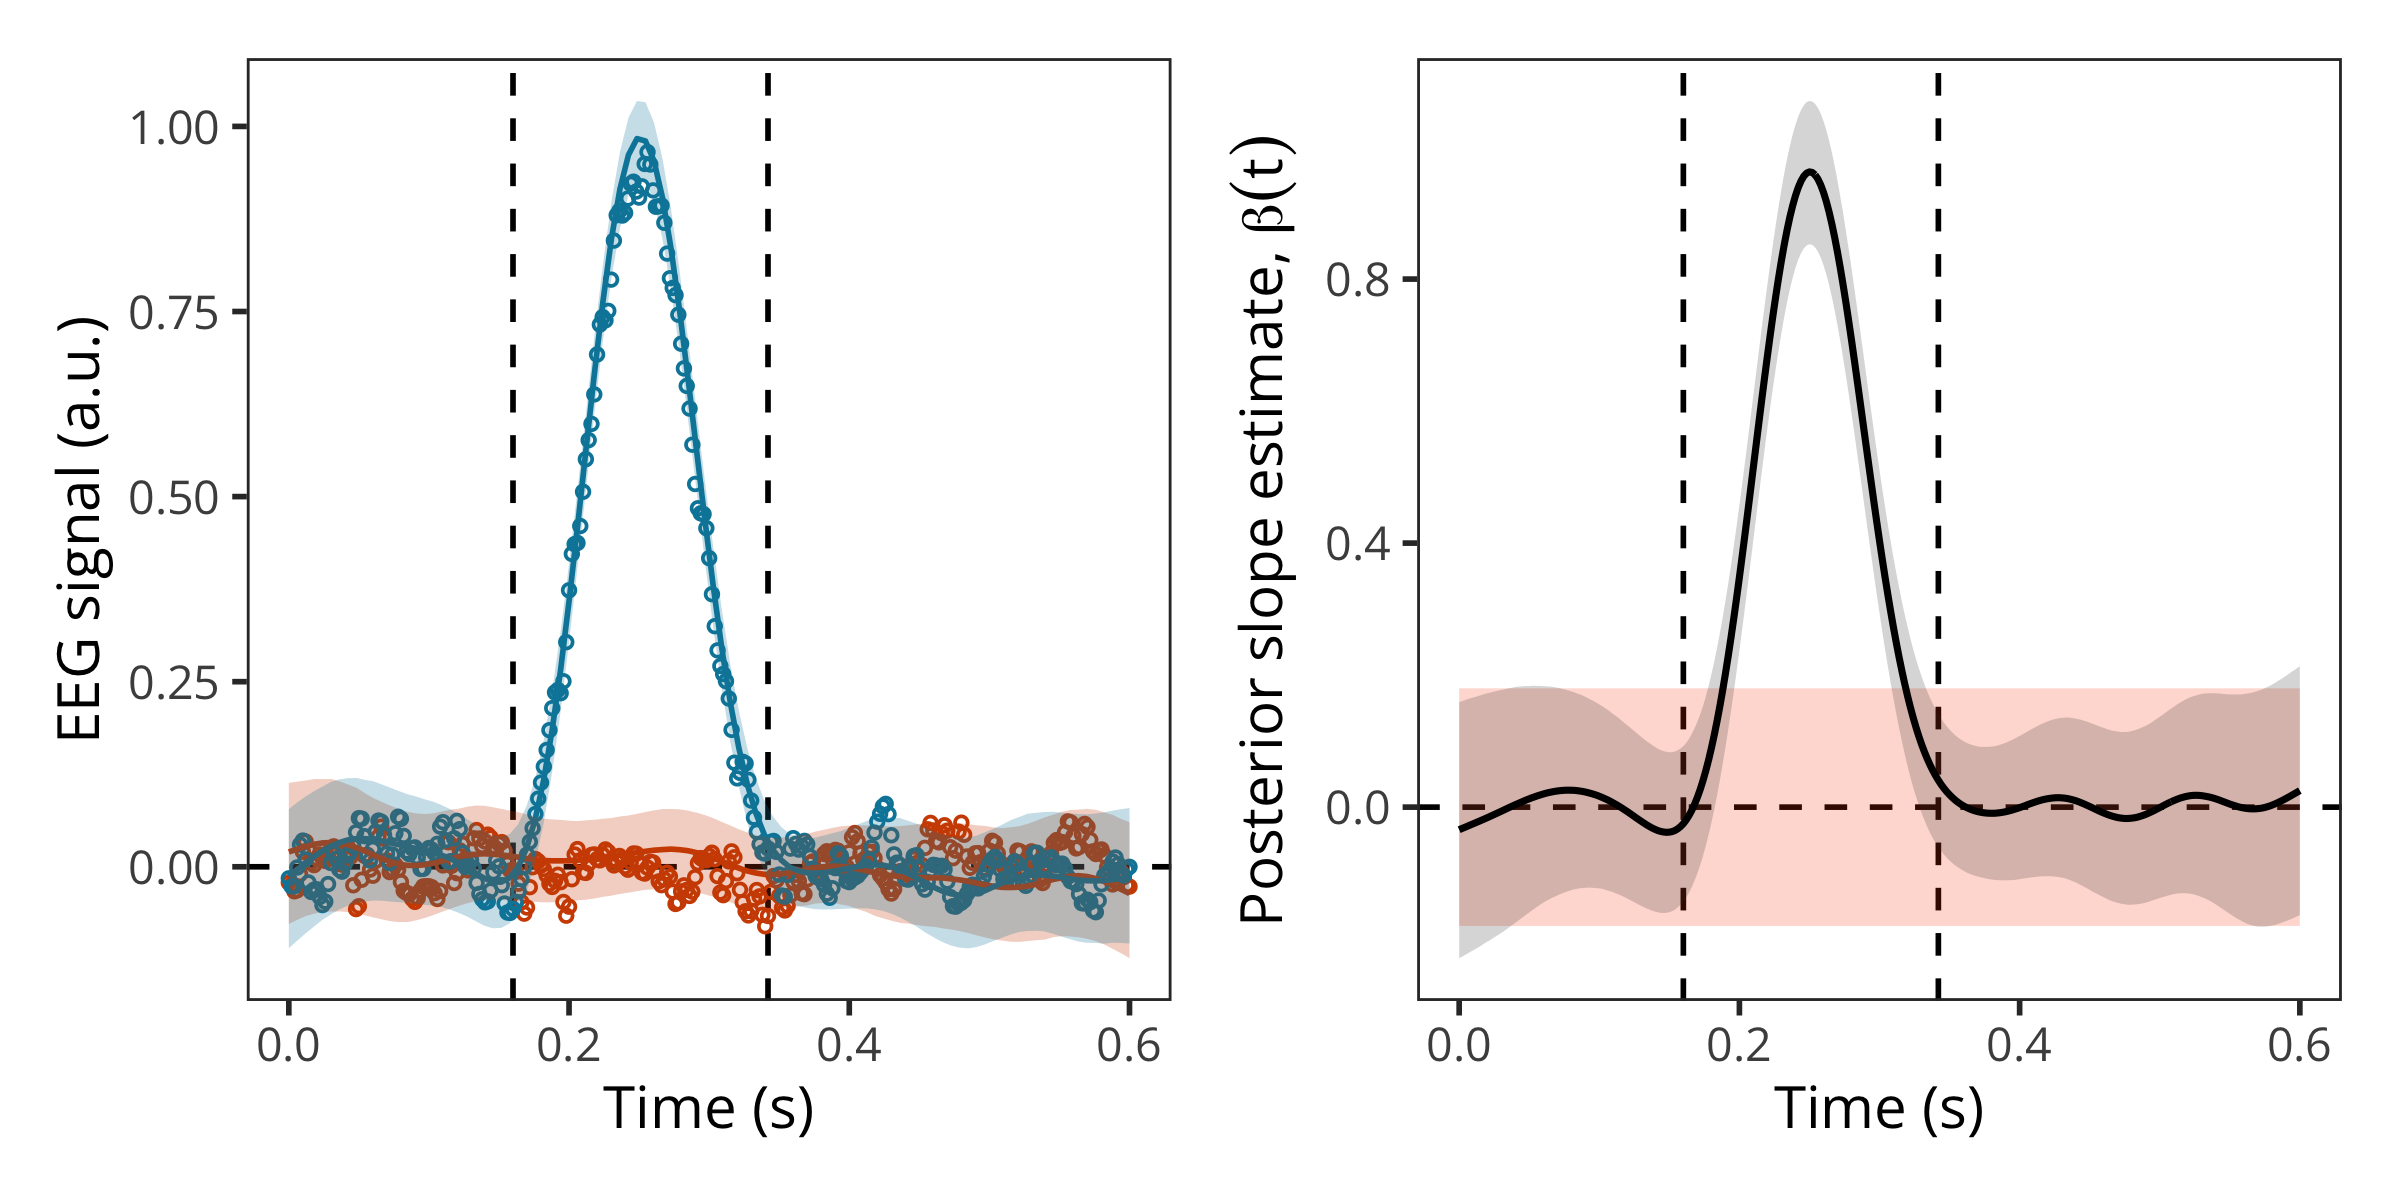 EEG signal (a.u.)
1.00
0.75
0.50
0.25
0.00
0.0 0.2 0.4 0.6
Time (s)
Posterior slope estimate, β(t)
0.8
0.4
0.0
0.0 0.2 0.4 0.6
Time (s)